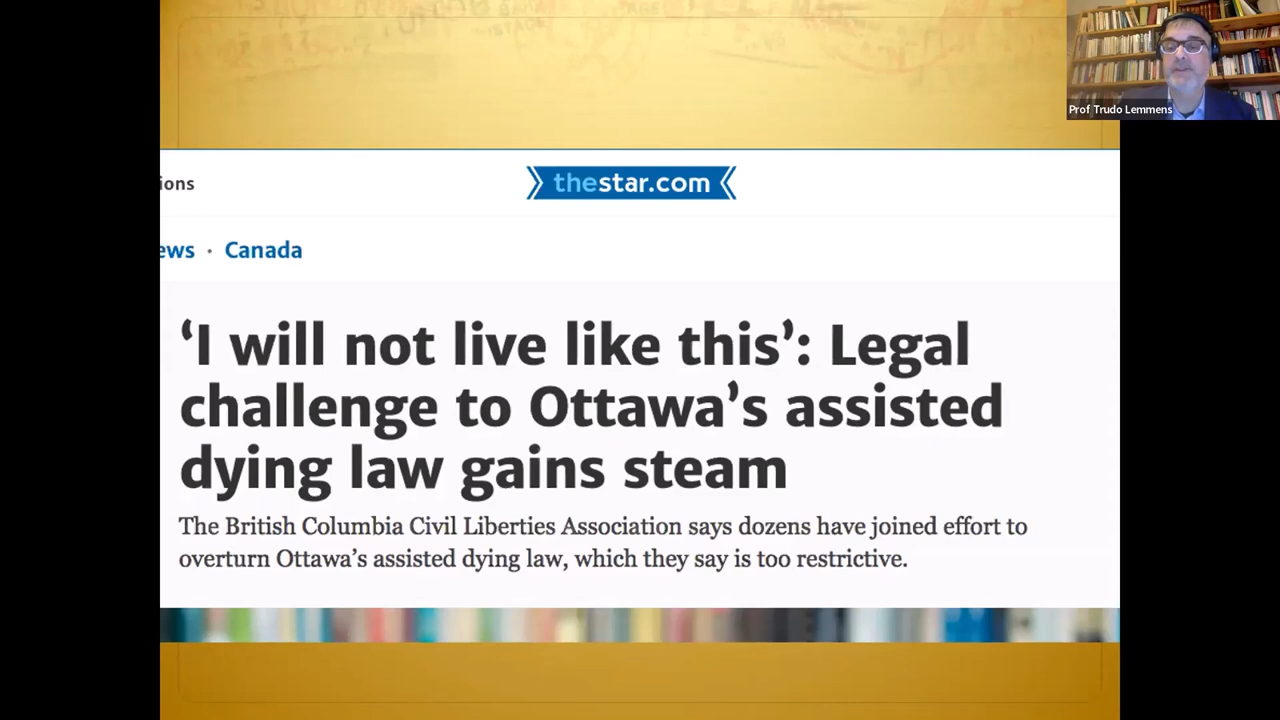 Prof Trudo Lemmens
ions
thestar.com
ews · Canada
‘I will not live like this’: Legal
challenge to Ottawa’s assisted
dying law gains steam
The British Columbia Civil Liberties Association says dozens have joined effort to
overturn Ottawa’s assisted dying law, which they say is too restrictive.